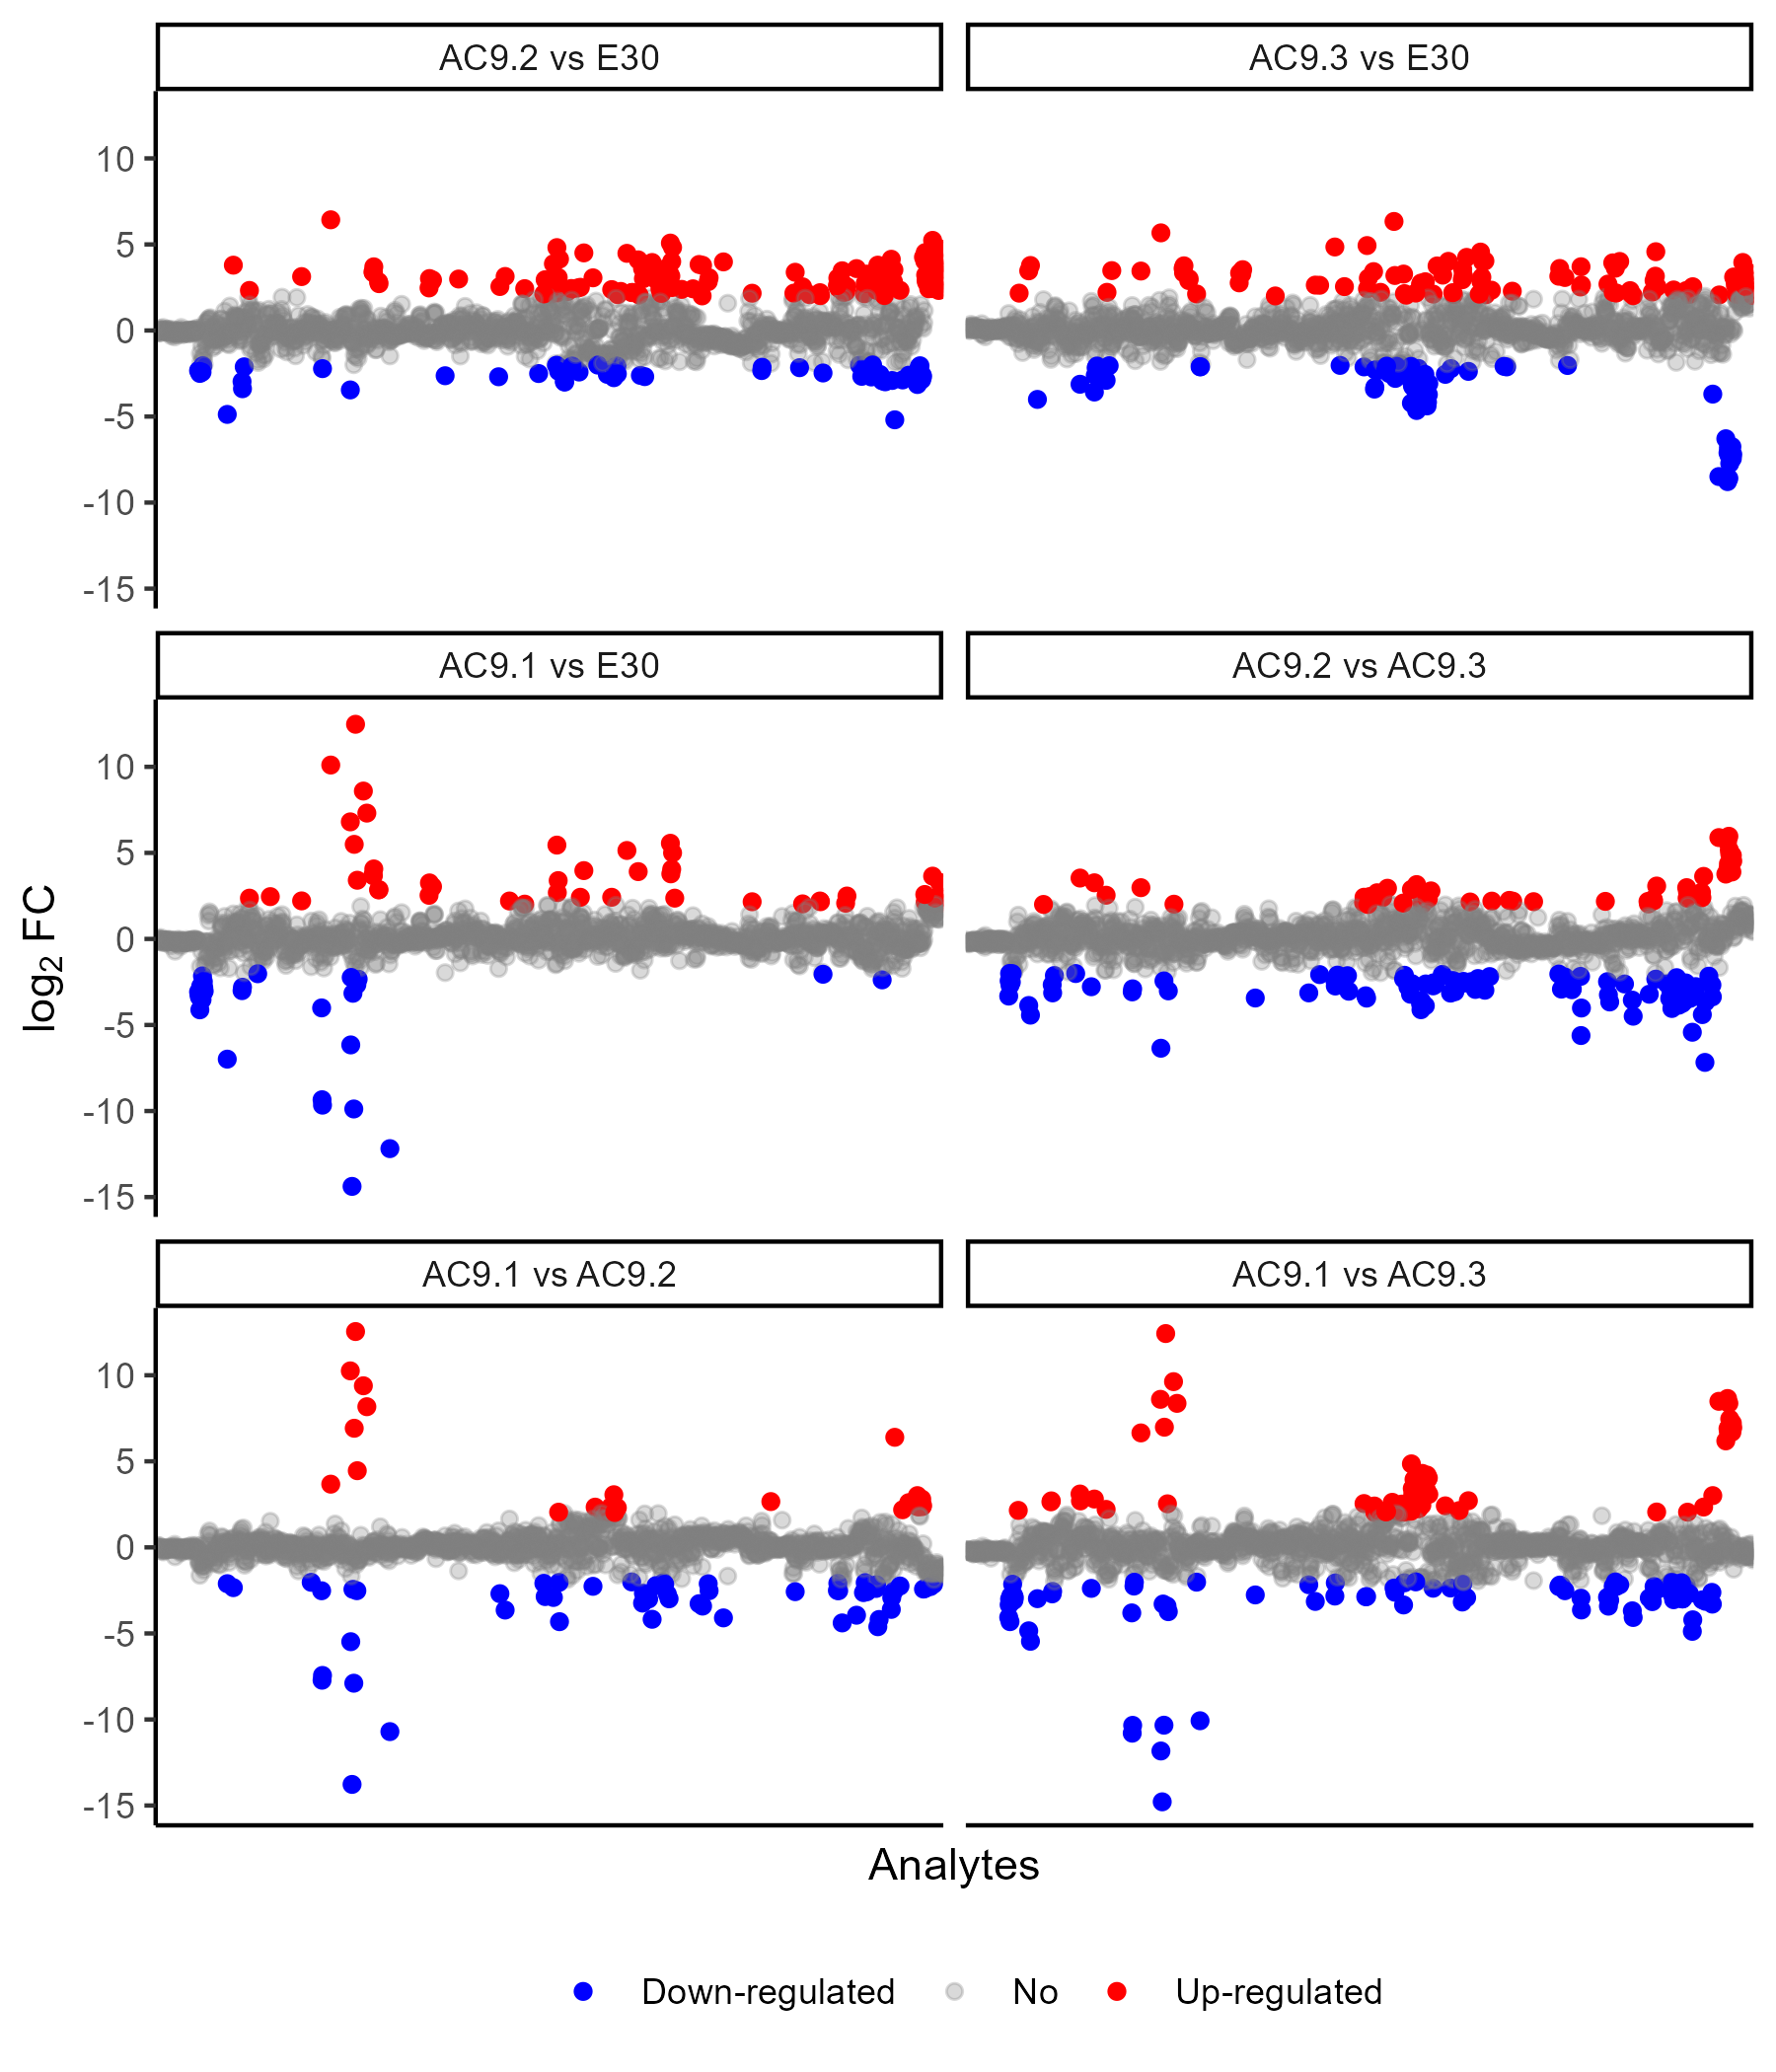 AC9.2 vs E30
AC9.3 vs E30
10
5
0
-5
-10
-15
AC9.1 vs E30
AC9.2 vs AC9.3
10
5
0
-5
-10
-15
log₂ FC
AC9.1 vs AC9.2
AC9.1 vs AC9.3
10
5
0
-5
-10
-15
Analytes
Down-regulated
No
Up-regulated